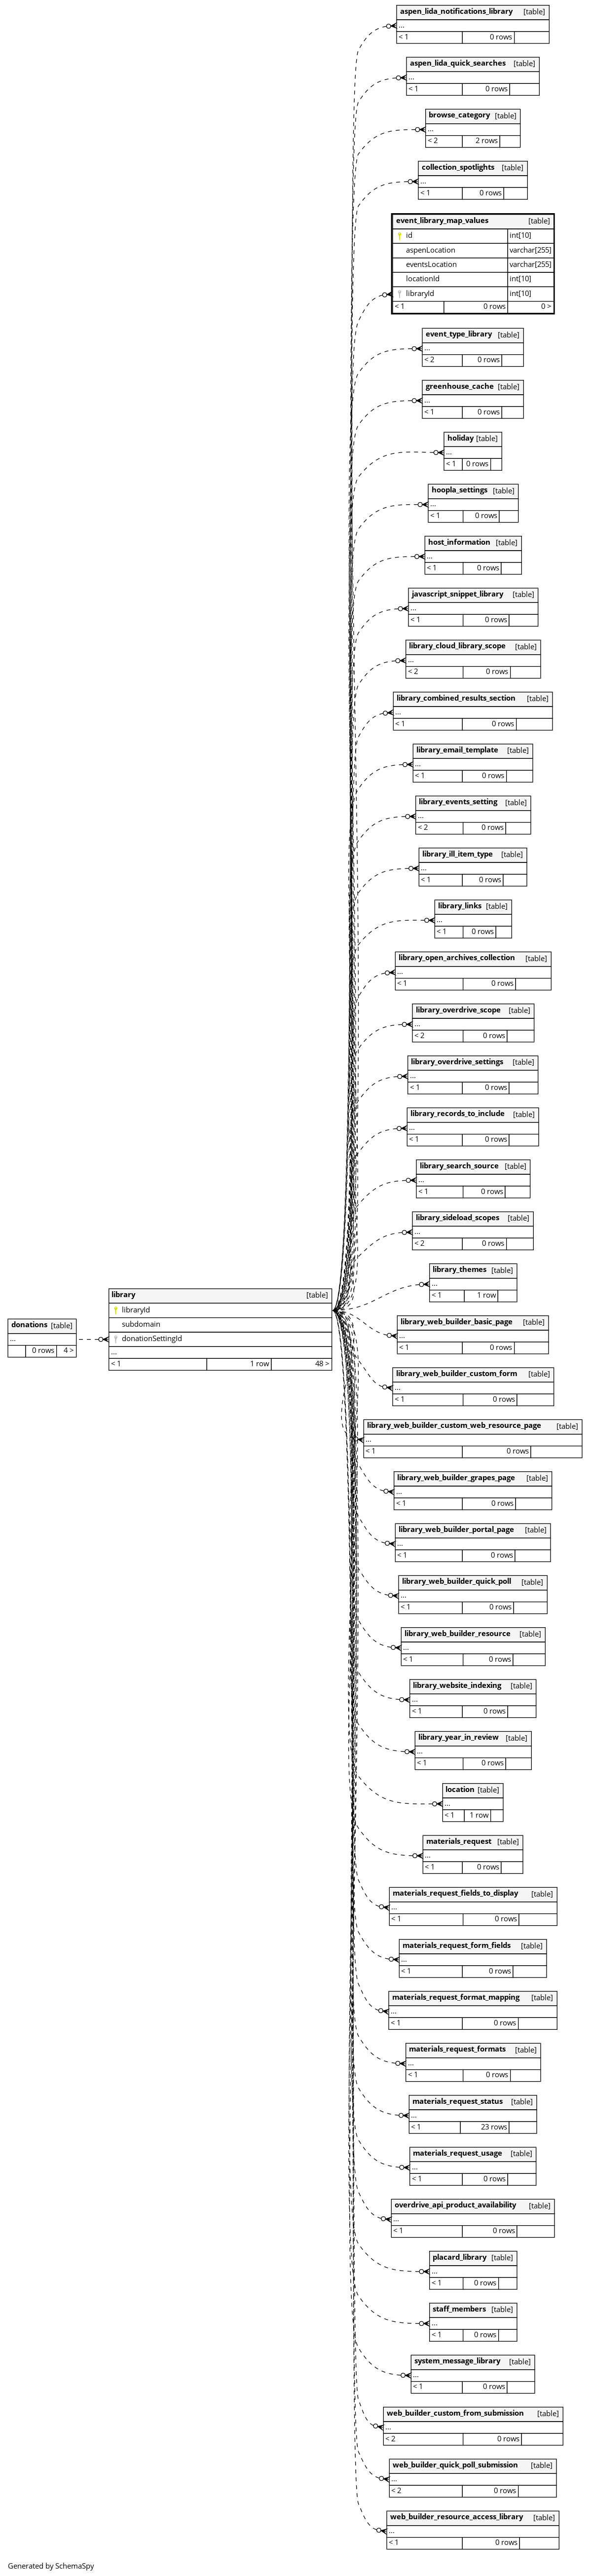 aspen_lida_notifications_library [table]
...
< 1 0 rows
aspen_lida_quick_searches [table]
...
< 1 0 rows
browse_category [table]
...
< 2 2 rows
collection_spotlights [table]
...
< 1 0 rows
event_library_map_values [table]
id int[10]
aspenLocation varchar[255]
eventsLocation varchar[255]
locationId int[10]
libraryId int[10]
< 1 0 rows 0 >
event_type_library [table]
...
< 2 0 rows
greenhouse_cache [table]
...
< 1 0 rows
holiday [table]
...
< 1 0 rows
hoopla_settings [table]
...
< 1 0 rows
host_information [table]
...
< 1 0 rows
javascript_snippet_library [table]
...
< 1 0 rows
library_cloud_library_scope [table]
...
< 2 0 rows
library_combined_results_section [table]
...
< 1 0 rows
library_email_template [table]
...
< 1 0 rows
library_events_setting [table]
...
< 2 0 rows
library_ill_item_type [table]
...
< 1 0 rows
library_links [table]
...
< 1 0 rows
library_open_archives_collection [table]
...
< 1 0 rows
library_overdrive_scope [table]
...
< 2 0 rows
library_overdrive_settings [table]
...
< 1 0 rows
library_records_to_include [table]
...
< 1 0 rows
library_search_source [table]
...
< 1 0 rows
library_sideload_scopes [table]
...
< 2 0 rows
library_themes [table]
...
< 1 1 row
library [table]
libraryId
subdomain
donationSettingId
...
< 1 1 row 48 >
donations [table]
...
0 rows 4 >
library_web_builder_basic_page [table]
...
< 1 0 rows
library_web_builder_custom_form [table]
...
< 1 0 rows
library_web_builder_custom_web_resource_page [table]
...
< 1 0 rows
library_web_builder_grapes_page [table]
...
< 1 0 rows
library_web_builder_portal_page [table]
...
< 1 0 rows
library_web_builder_quick_poll [table]
...
< 1 0 rows
library_web_builder_resource [table]
...
< 1 0 rows
library_website_indexing [table]
...
< 1 0 rows
library_year_in_review [table]
...
< 1 0 rows
location [table]
...
< 1 1 row
materials_request [table]
...
< 1 0 rows
materials_request_fields_to_display [table]
...
< 1 0 rows
materials_request_form_fields [table]
...
< 1 0 rows
materials_request_format_mapping [table]
...
< 1 0 rows
materials_request_formats [table]
...
< 1 0 rows
materials_request_status [table]
...
< 1 23 rows
materials_request_usage [table]
...
< 1 0 rows
overdrive_api_product_availability [table]
...
< 1 0 rows
placard_library [table]
...
< 1 0 rows
staff_members [table]
...
< 1 0 rows
system_message_library [table]
...
< 1 0 rows
web_builder_custom_from_submission [table]
...
< 2 0 rows
web_builder_quick_poll_submission [table]
...
< 2 0 rows
web_builder_resource_access_library [table]
...
< 1 0 rows
Generated by SchemaSpy